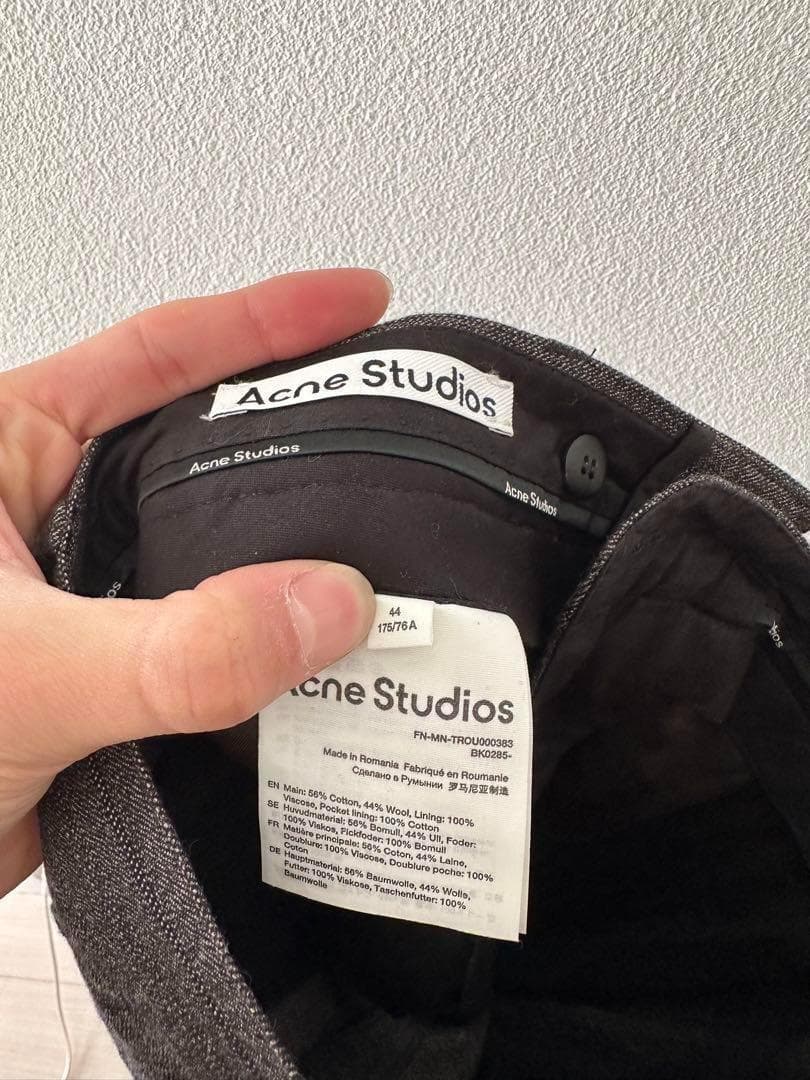 Acne Studios
Acne Studios
Acne Studios
44
175/76A
Acne Studios
FN-MN-TROU000383
BK0285-
Made in Romania Fabriqué en Roumanie
Сделано в Румынии 罗马尼亚制造
EN Main: 56% Cotton, 44% Wool, Lining: 100%
Viscose, Pocket lining: 100% Cotton
SE Huvudmaterial: 56% Bomull, 44% Ull, Foder:
100% Viskos, Fickfoder: 100% Bomull
FR Matière principale: 56% Coton, 44% Laine,
Doublure: 100% Viscose, Doublure poche: 100%
Coton
DE Hauptmaterial: 56% Baumwolle, 44% Wolle,
Futter: 100% Viskose, Taschenfutter: 100%
Baumwolle